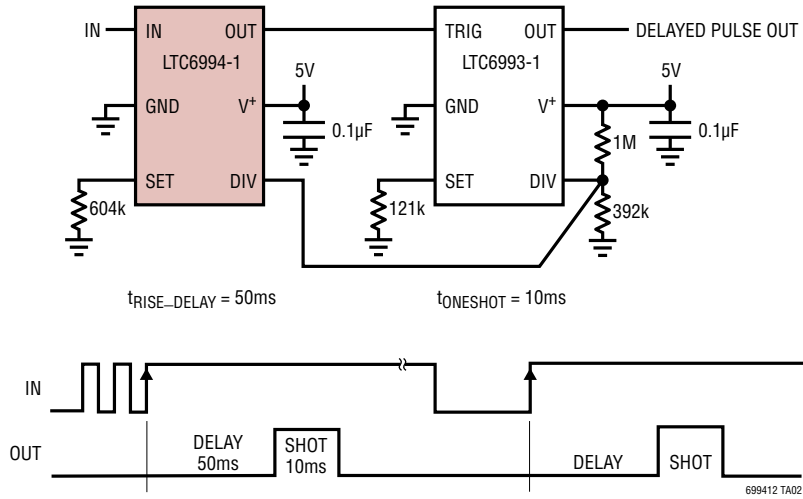 IN
IN
OUT
LTC6994-1
GND
V+
SET
DIV
5V
0.1µF
604k
TRIG
OUT
LTC6993-1
GND
V+
SET
DIV
DELAYED PULSE OUT
5V
1M
0.1µF
121k
392k
tRISE_DELAY = 50ms
tONESHOT = 10ms
IN
OUT
DELAY
50ms
SHOT
10ms
DELAY
SHOT
699412 TA02